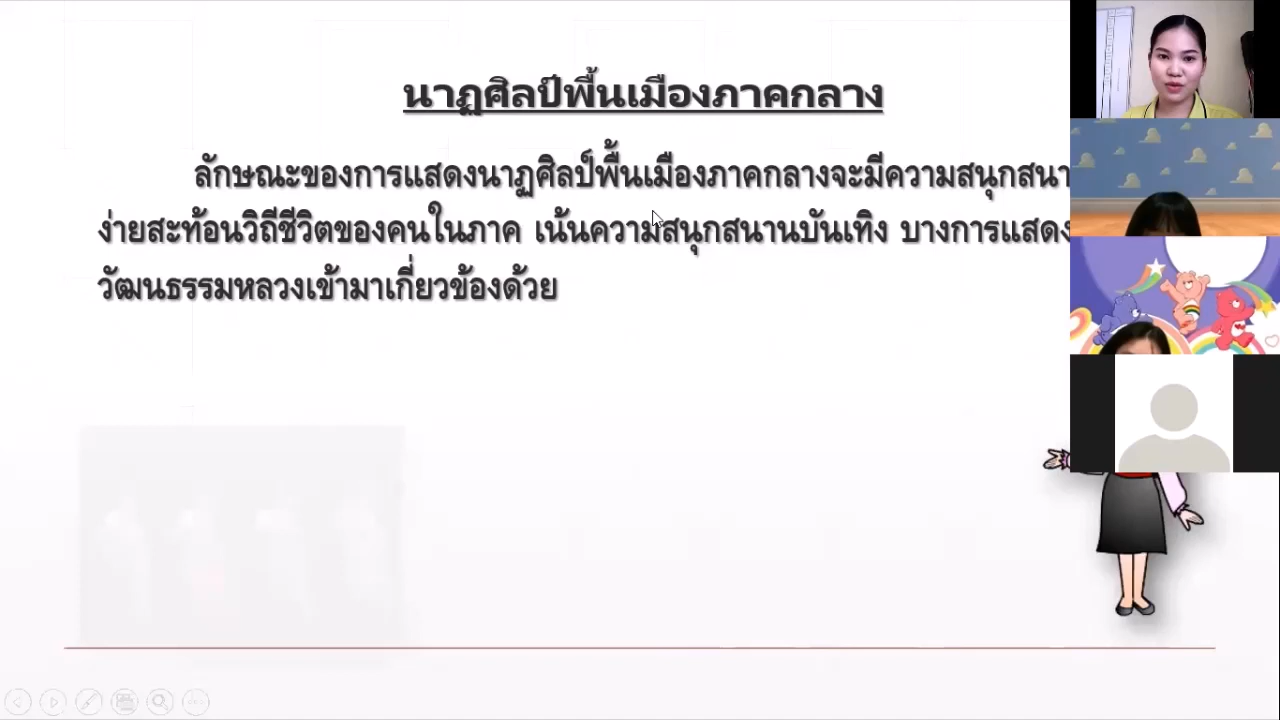 นาฏศิลป์พื้นเมืองภาคกลาง
ลักษณะของการแสดงนาฏศิลป์พื้นเมืองภาคกลางจะมีความสนุกสนา
ง่ายสะท้อนวิถีชีวิตของคนในภาค เน้นความสนุกสนานบันเทิง บางการแสดง
วัฒนธรรมหลวงเข้ามาเกี่ยวข้องด้วย